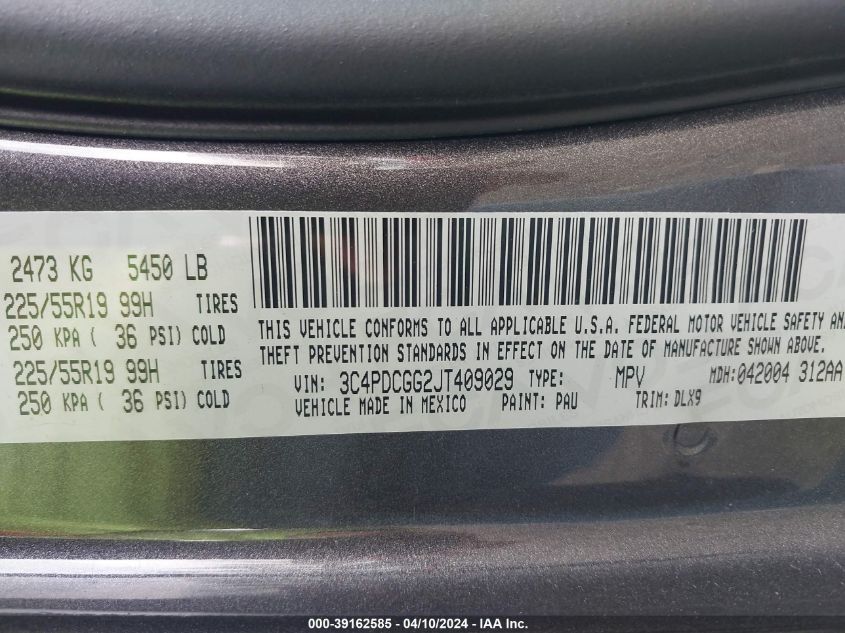 2473 KG 5450 LB
225/55R19 99H TIRES
250 KPA ( 36 PSI) COLD
225/55R19 99H TIRES
250 KPA ( 36 PSI) COLD
THIS VEHICLE CONFORMS TO ALL APPLICABLE U.S.A. FEDERAL MOTOR VEHICLE SAFETY AN
THEFT PREVENTION STANDARDS IN EFFECT ON THE DATE OF MANUFACTURE SHOWN ABOVE.
VIN: 3C4PDCGG2JT409029 TYPE: MPV MDH:042004 312AA
VEHICLE MADE IN MEXICO PAINT: PAU TRIM: DLX9
000-39162585 - 04/10/2024 - IAA Inc.